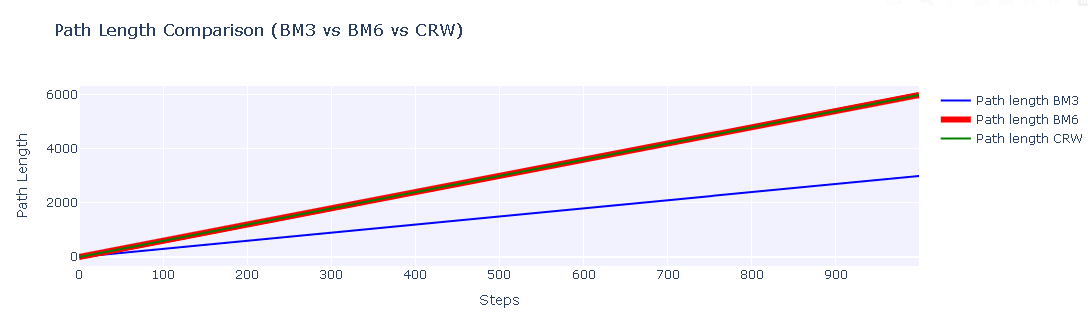 Path Length Comparison (BM3 vs BM6 vs CRW)
6000
4000
2000
0
Path Length
0 100 200 300 400 500 600 700 800 900
Steps
Path length BM3
Path length BM6
Path length CRW